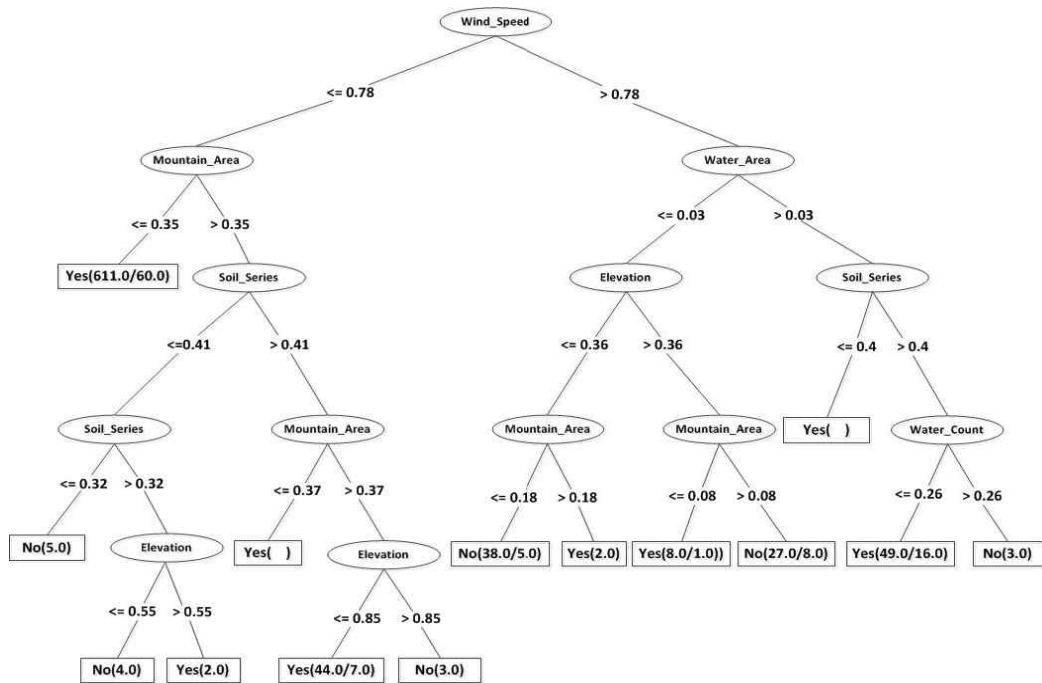 Wind_Speed
<= 0.78 > 0.78
Mountain_Area Water_Area
<= 0.35 > 0.35 <= 0.03 > 0.03
Yes(611.0/60.0) Soil_Series Elevation Soil_Series
<=0.41 > 0.41 <= 0.36 > 0.36 <= 0.4 > 0.4
Soil_Series Mountain_Area Mountain_Area Mountain_Area Yes( ) Water_Count
<= 0.32 > 0.32 <= 0.37 > 0.37 <= 0.18 > 0.18 <= 0.08 > 0.08 <= 0.26 > 0.26
No(5.0) Elevation Yes( ) Elevation No(38.0/5.0) Yes(2.0) Yes(8.0/1.0)) No(27.0/8.0) Yes(49.0/16.0) No(3.0)
<= 0.55 > 0.55 <= 0.85 > 0.85
No(4.0) Yes(2.0) Yes(44.0/7.0) No(3.0)